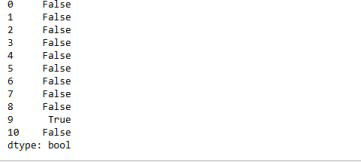 0     False
1     False
2     False
3     False
4     False
5     False
6     False
7     False
8     False
9      True
10    False
dtype: bool